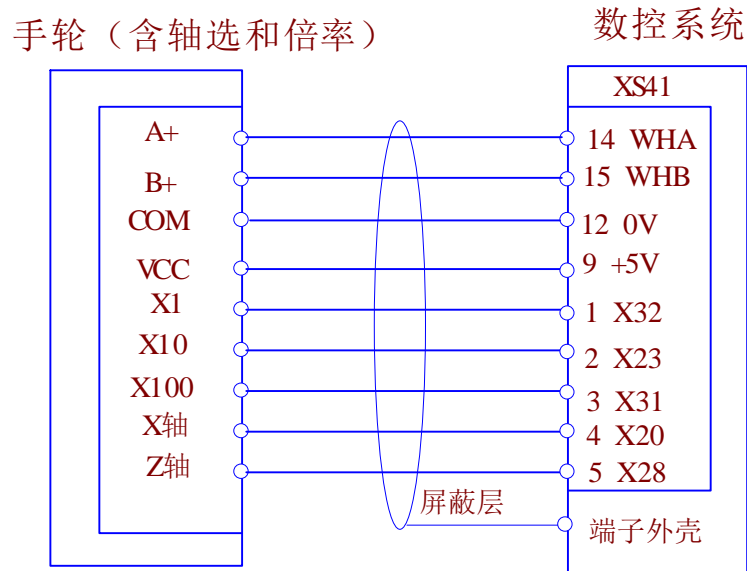 手轮（含轴选和倍率）
数控系统
XS41
A+
14 WHA
B+
15 WHB
COM
12 0V
VCC
9 +5V
X1
1 X32
X10
2 X23
X100
3 X31
X轴
4 X20
Z轴
5 X28
屏蔽层
端子外壳